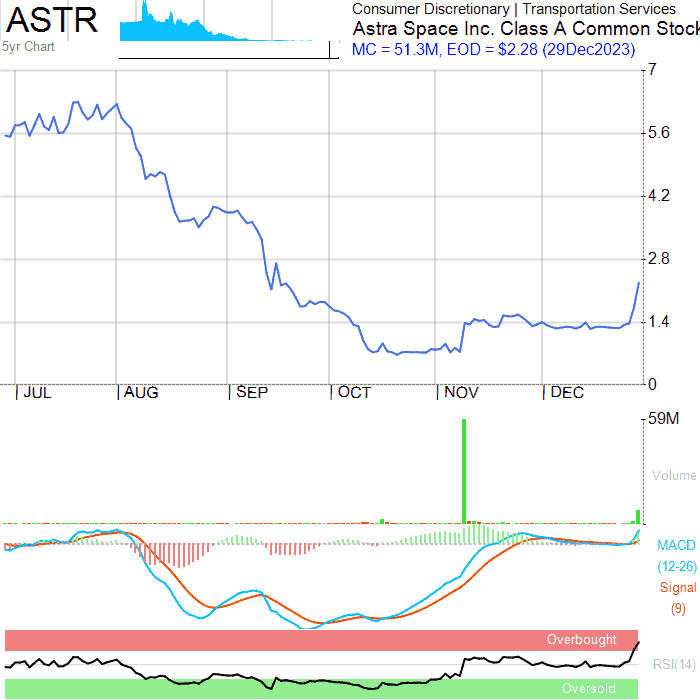 ASTR
5yr Chart
Consumer Discretionary | Transportation Services
Astra Space Inc. Class A Common Stock
MC = 51.3M, EOD = $2.28 (29Dec2023)
7
5.6
4.2
2.8
1.4
0
JUL AUG SEP OCT NOV DEC
59M
Volume
MACD
(12-26)
Signal
(9)
Overbought
RSI(14)
Oversold